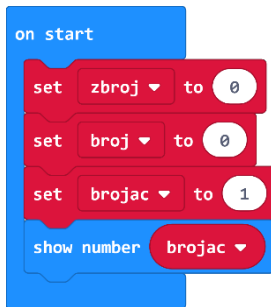 on start
set zbroj to 0
set broj to 0
set brojac to 1
show number brojac